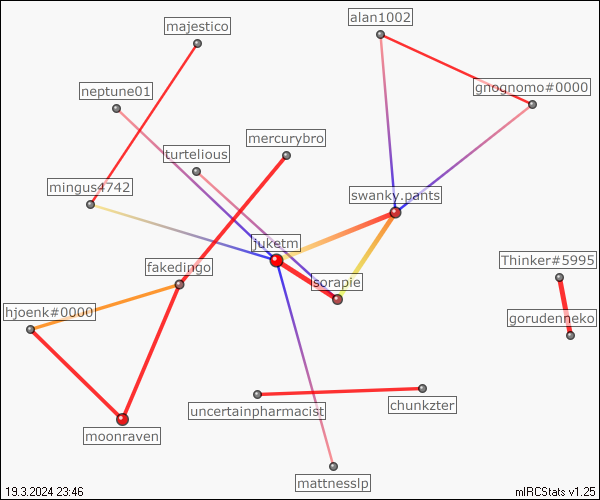 alan1002
majestico
gnognomo#0000
neptune01
mercurybro
turtelious
mingus4742
swanky.pants
juketm
Thinker#5995
fakedingo
sorapie
hjoenk#0000
gorudenneko
chunkzter
uncertainpharmacist
moonraven
mattnesslp
19.3.2024 23:46
mIRCStats v1.25